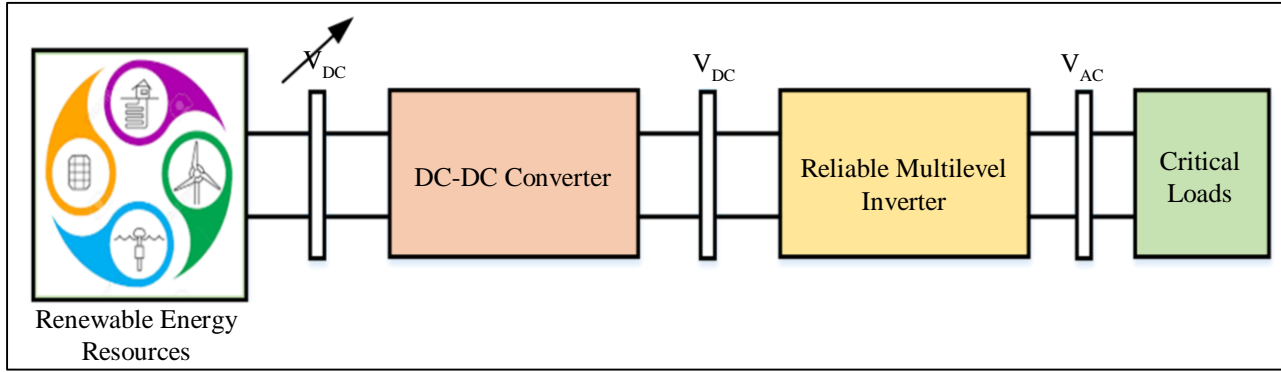 V_DC
V_DC
V_AC
DC-DC Converter
Reliable Multilevel
Inverter
Critical
Loads
Renewable Energy
Resources